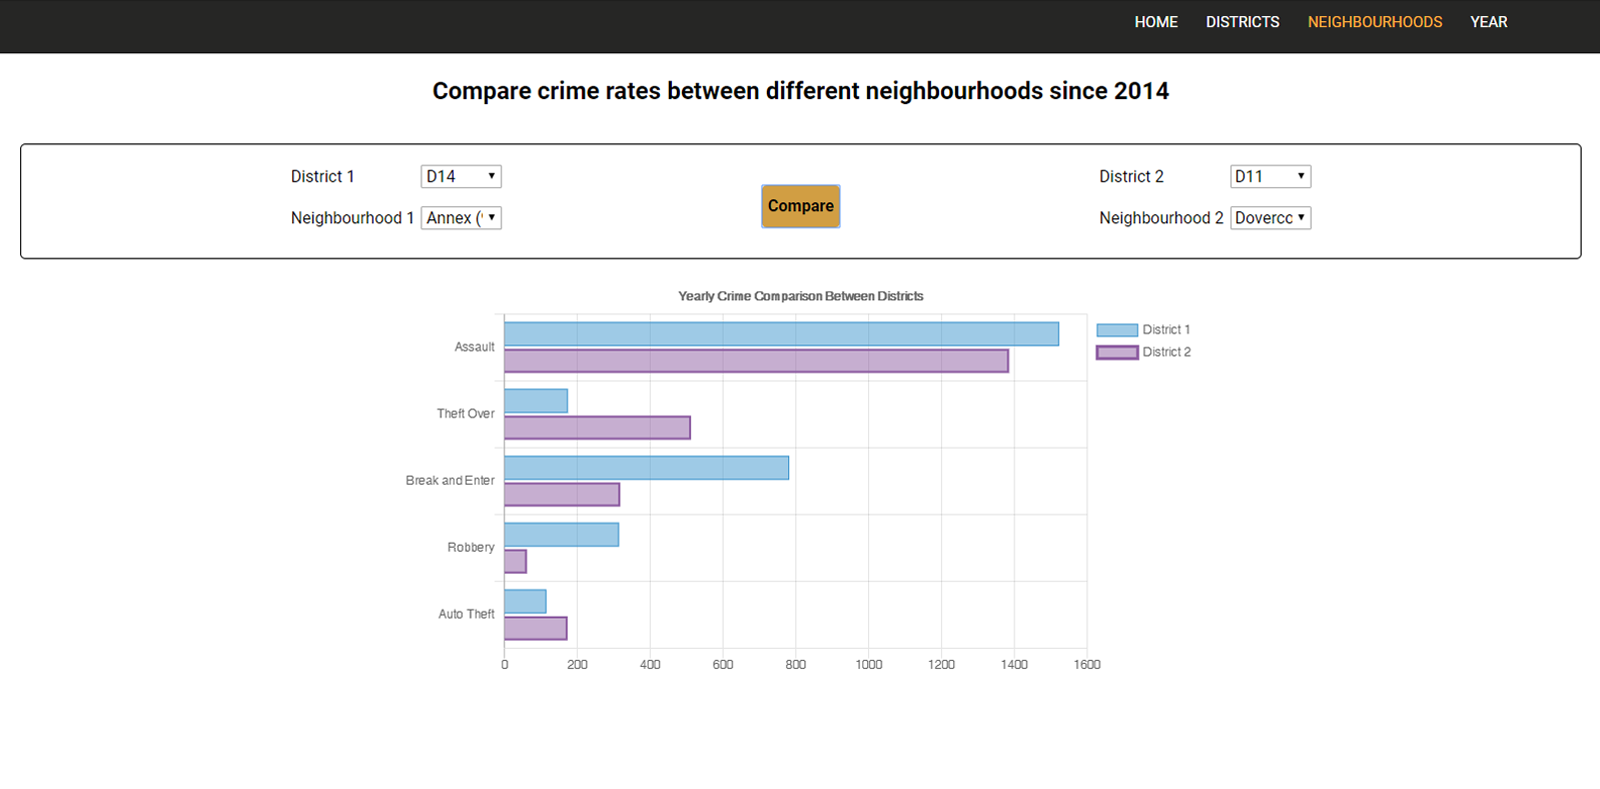 HOME DISTRICTS NEIGHBOURHOODS YEAR
Compare crime rates between different neighbourhoods since 2014
District 1 D14
Neighbourhood 1 Annex (
Compare
District 2 D11
Neighbourhood 2 Doverco
Yearly Crime Comparison Between Districts
District 1
District 2
Assault
Theft Over
Break and Enter
Robbery
Auto Theft
0 200 400 600 800 1000 1200 1400 1600